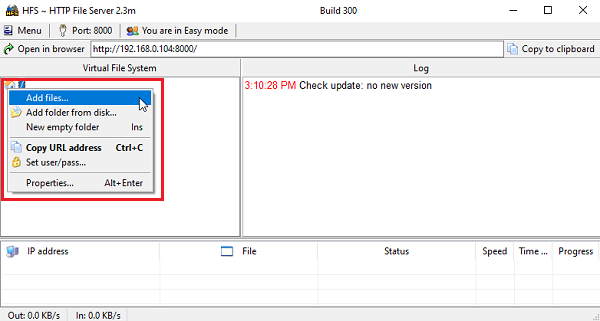 HFS ~ HTTP File Server 2.3m Build 300
Menu Port: 8000 You are in Easy mode
Open in browser http://192.168.0.104:8000/ Copy to clipboard
Virtual File System Log
/
3:10:28 PM Check update: no new version
Add files...
Add folder from disk...
New empty folder Ins
Copy URL address Ctrl+C
Set user/pass...
Properties... Alt+Enter
IP address File Status Speed Time ... Progress
Out: 0.0 KB/s In: 0.0 KB/s